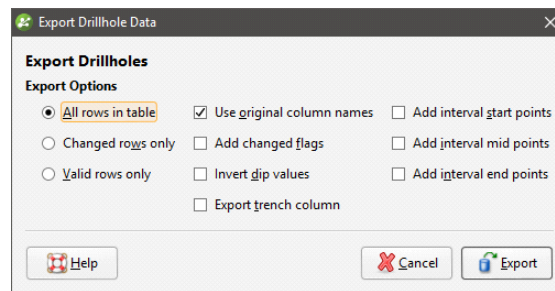 Export Drillhole Data
Export Drillholes
Export Options
All rows in table
Use original column names
Add interval start points
Changed rows only
Add changed flags
Add interval mid points
Valid rows only
Invert dip values
Add interval end points
Export trench column
Help
Cancel
Export